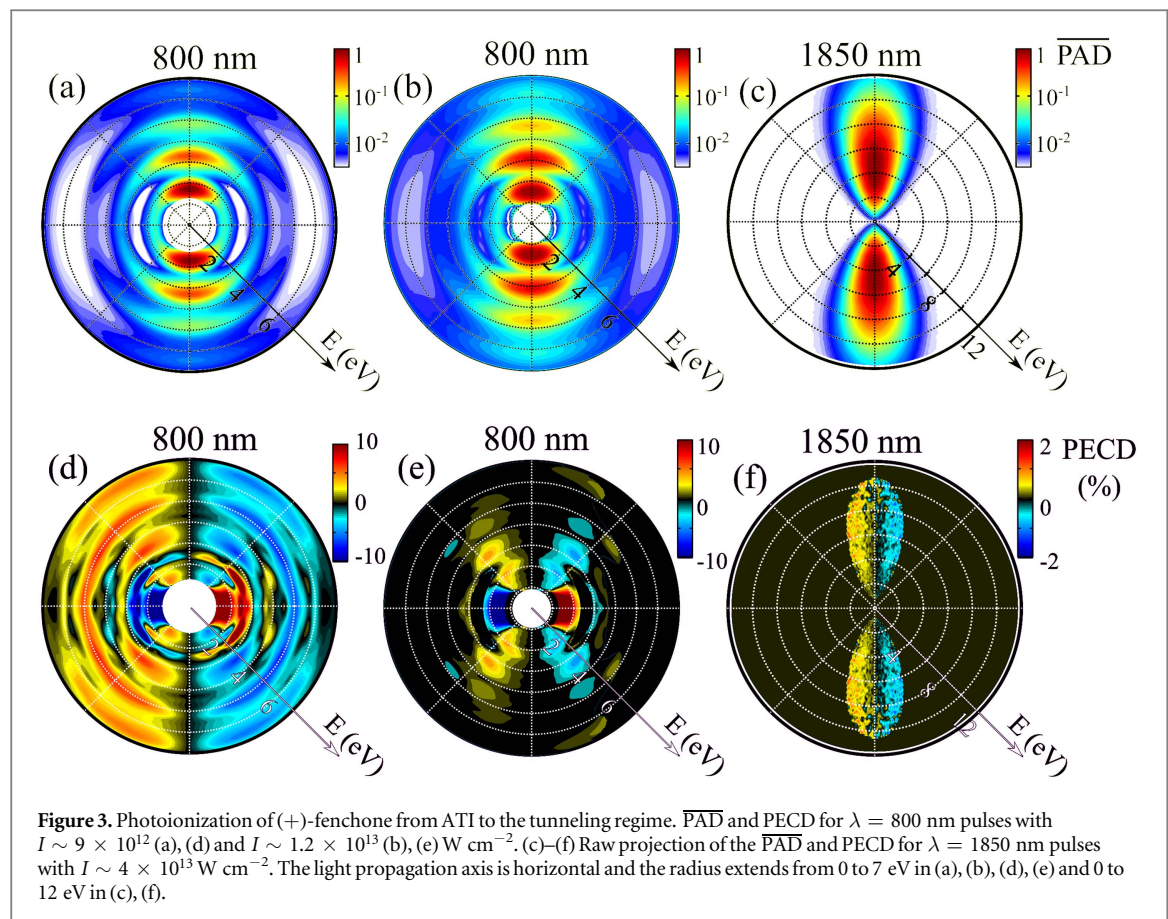 800 nm
800 nm
1850 nm
PAD
(a)
(b)
(c)
1
10⁻¹
10⁻²
1
10⁻¹
10⁻²
1
10⁻¹
10⁻²
2
4
6
E (eV)
2
4
6
E (eV)
4
8
12
E (eV)
800 nm
800 nm
1850 nm
(d)
(e)
(f)
10
0
-10
10
0
-10
2
0
-2
PECD
(%)
2
4
6
E (eV)
2
4
6
E (eV)
4
8
12
E (eV)
Figure 3. Photoionization of (+)-fenchone from ATI to the tunneling regime. P̅A̅D̅ and PECD for λ = 800 nm pulses with
I ∼ 9 × 10¹² (a), (d) and I ∼ 1.2 × 10¹³ (b), (e) W cm⁻². (c)–(f) Raw projection of the P̅A̅D̅ and PECD for λ = 1850 nm pulses
with I ∼ 4 × 10¹³ W cm⁻². The light propagation axis is horizontal and the radius extends from 0 to 7 eV in (a), (b), (d), (e) and 0 to
12 eV in (c), (f).